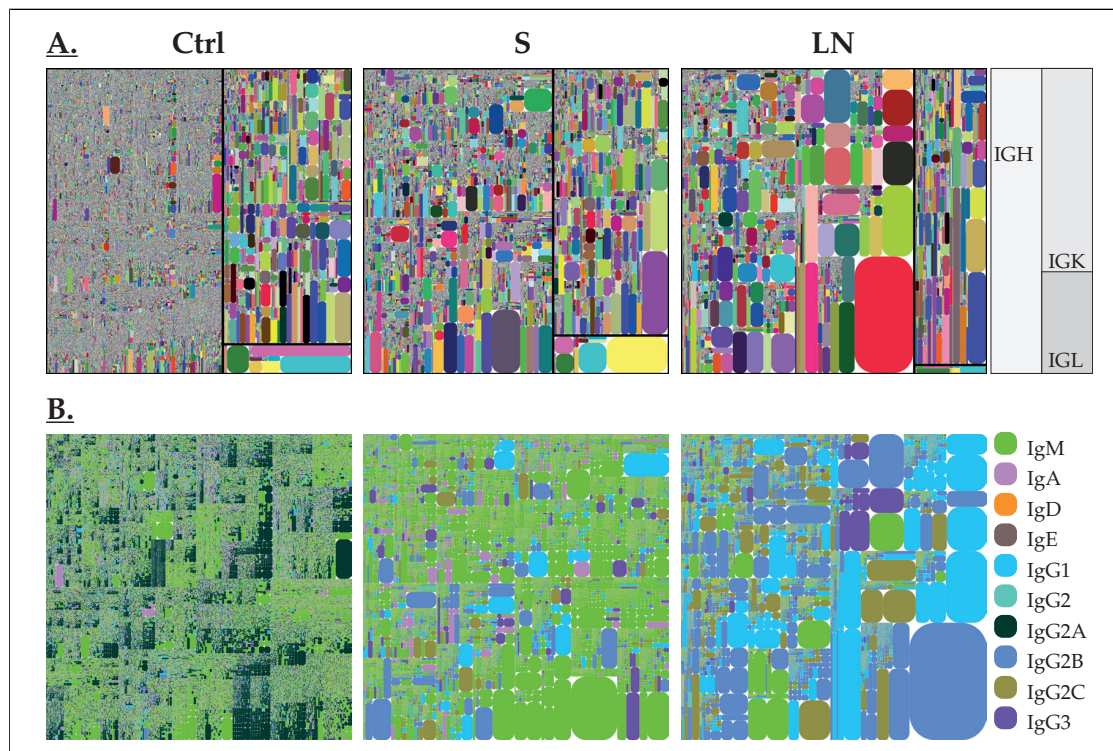 A.
Ctrl
S
LN
IGH
IGK
IGL
B.
IgM
IgA
IgD
IgE
IgG1
IgG2
IgG2A
IgG2B
IgG2C
IgG3